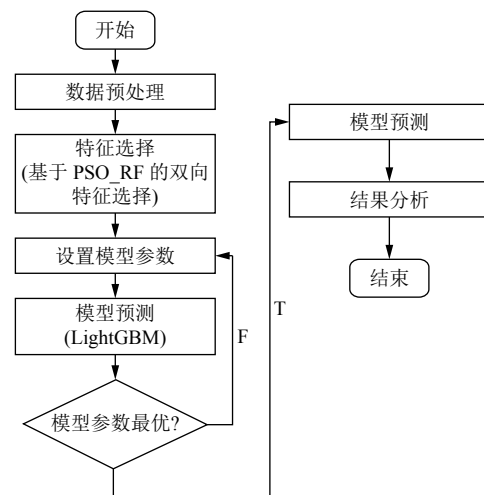 开始
数据预处理
特征选择
(基于 PSO_RF 的双向
特征选择)
设置模型参数
模型预测
(LightGBM)
F
模型参数最优?
T
模型预测
结果分析
结束